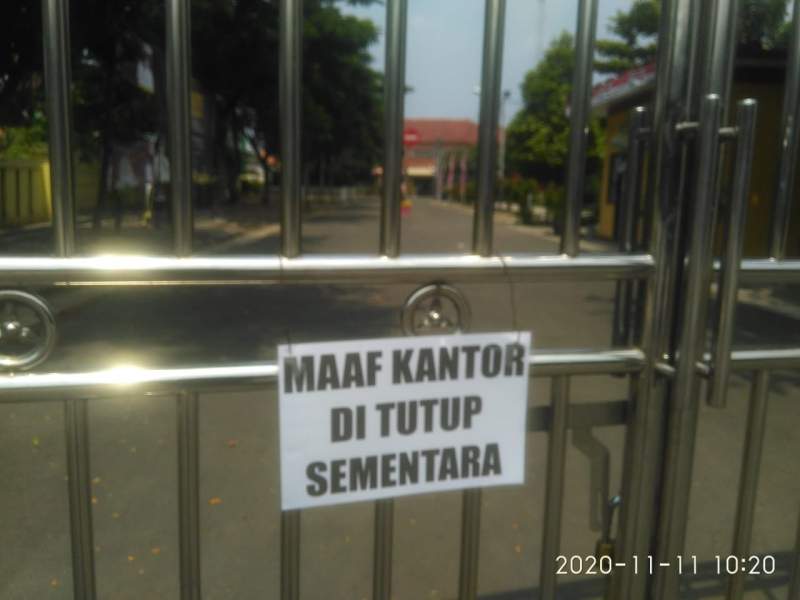 MAAF KANTOR
DI TUTUP
SEMENTARA
2020-11-11 10:20